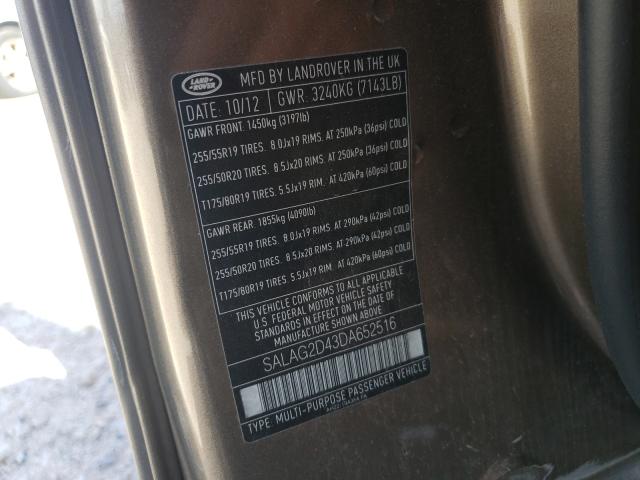 LAND ROVER
MFD BY LANDROVER IN THE UK
DATE: 10/12 GWR: 3240KG (7143LB)
GAWR FRONT. 1450kg (3197lb)
255/55R19 TIRES. 8.0Jx19 RIMS. AT 250kPa (36psi) COLD
255/50R20 TIRES. 8.5Jx20 RIMS. AT 250kPa (36psi) COLD
T175/80R19 TIRES. 5.5Jx19 RIM. AT 420kPa (60psi) COLD
GAWR REAR. 1855kg (4090lb)
255/55R19 TIRES. 8.0Jx19 RIMS. AT 290kPa (42psi) COLD
255/50R20 TIRES. 8.5Jx20 RIMS. AT 290kPa (42psi) COLD
T175/80R19 TIRES 5.5Jx19 RIM. AT 420kPa (60psi) COLD
THIS VEHICLE CONFORMS TO ALL APPLICABLE
U.S. FEDERAL MOTOR VEHICLE SAFETY
STANDARDS IN EFFECT ON THE DATE OF
MANUFACTURE SHOWN ABOVE.
SALAG2D43DA652516
TYPE: MULTI-PURPOSE PASSENGER VEHICLE